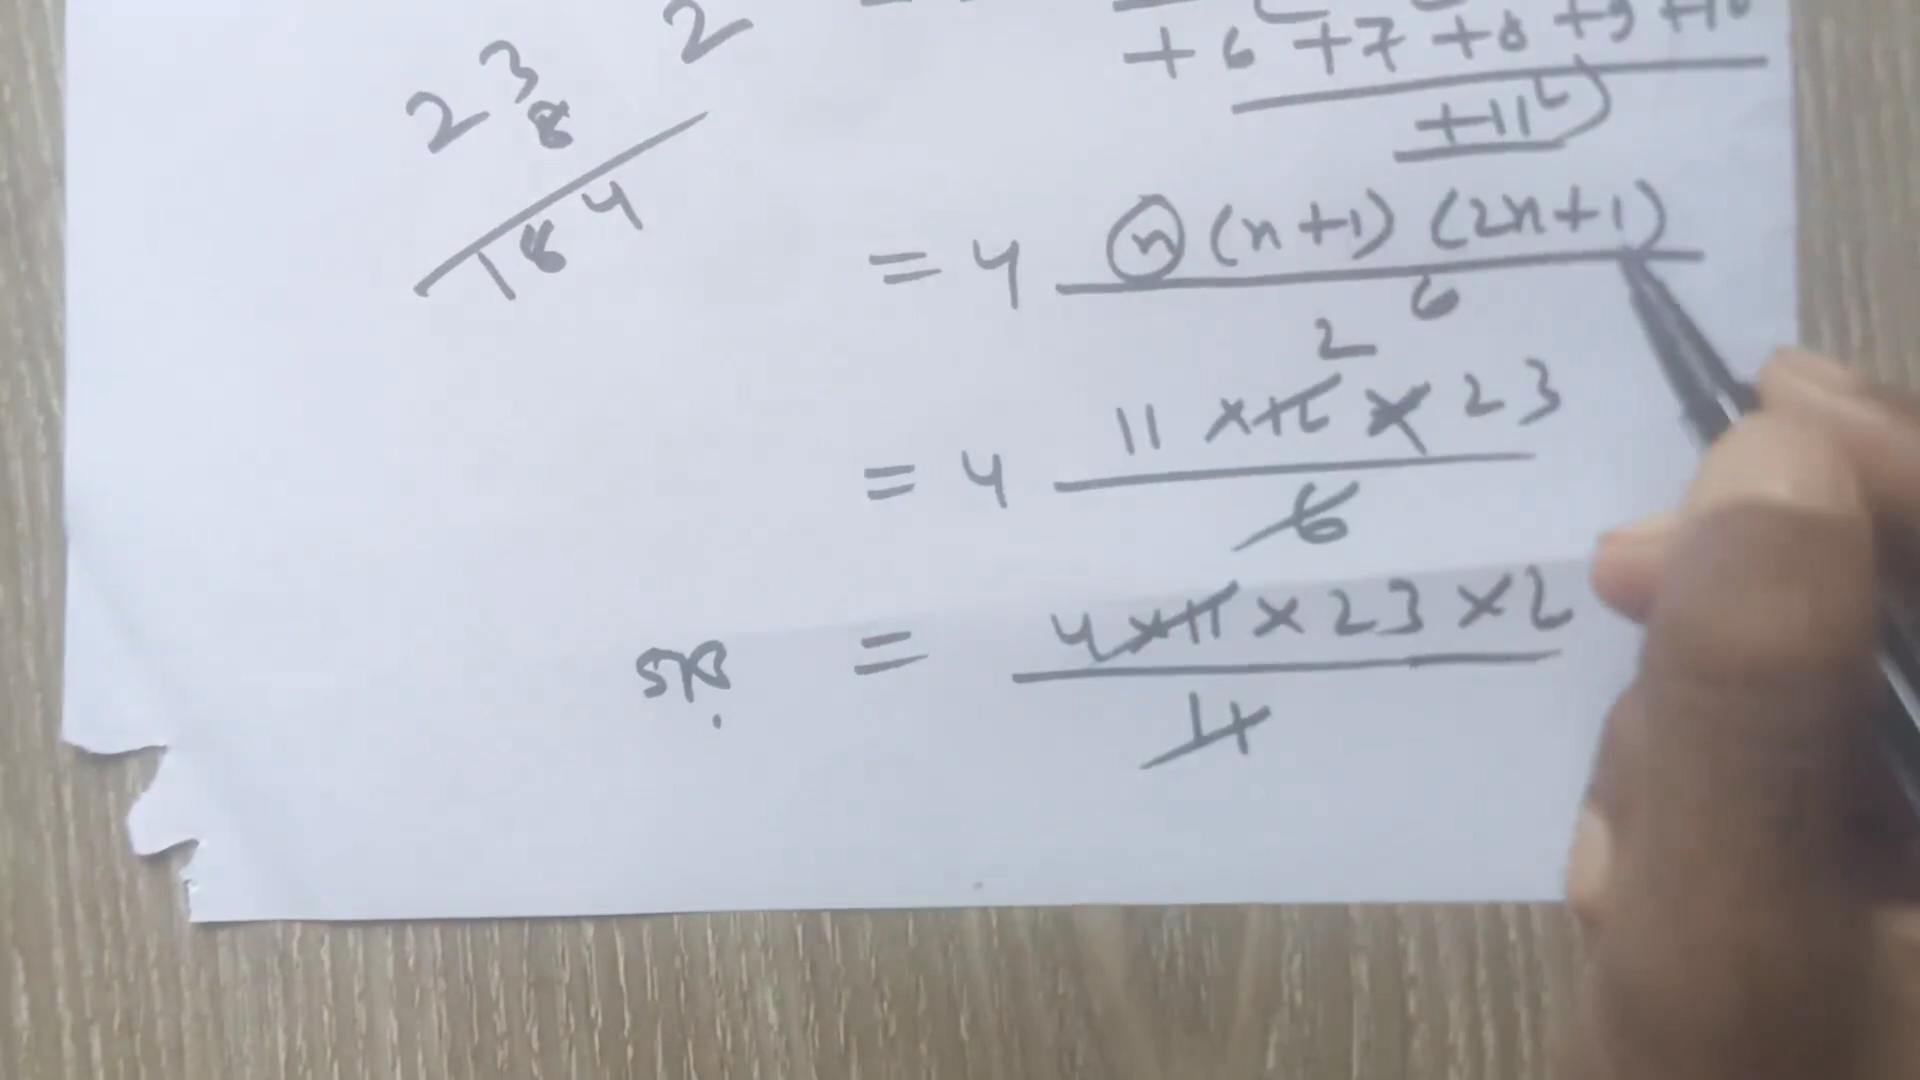 2
+ 6 + 7 + 8 + 9 + 10
+ 11²
23
8
184
= 4 n (n+1) (2n+1)
6
2
= 4 11 × 12 × 23
6
= 4 × 11 × 23 × 2
11